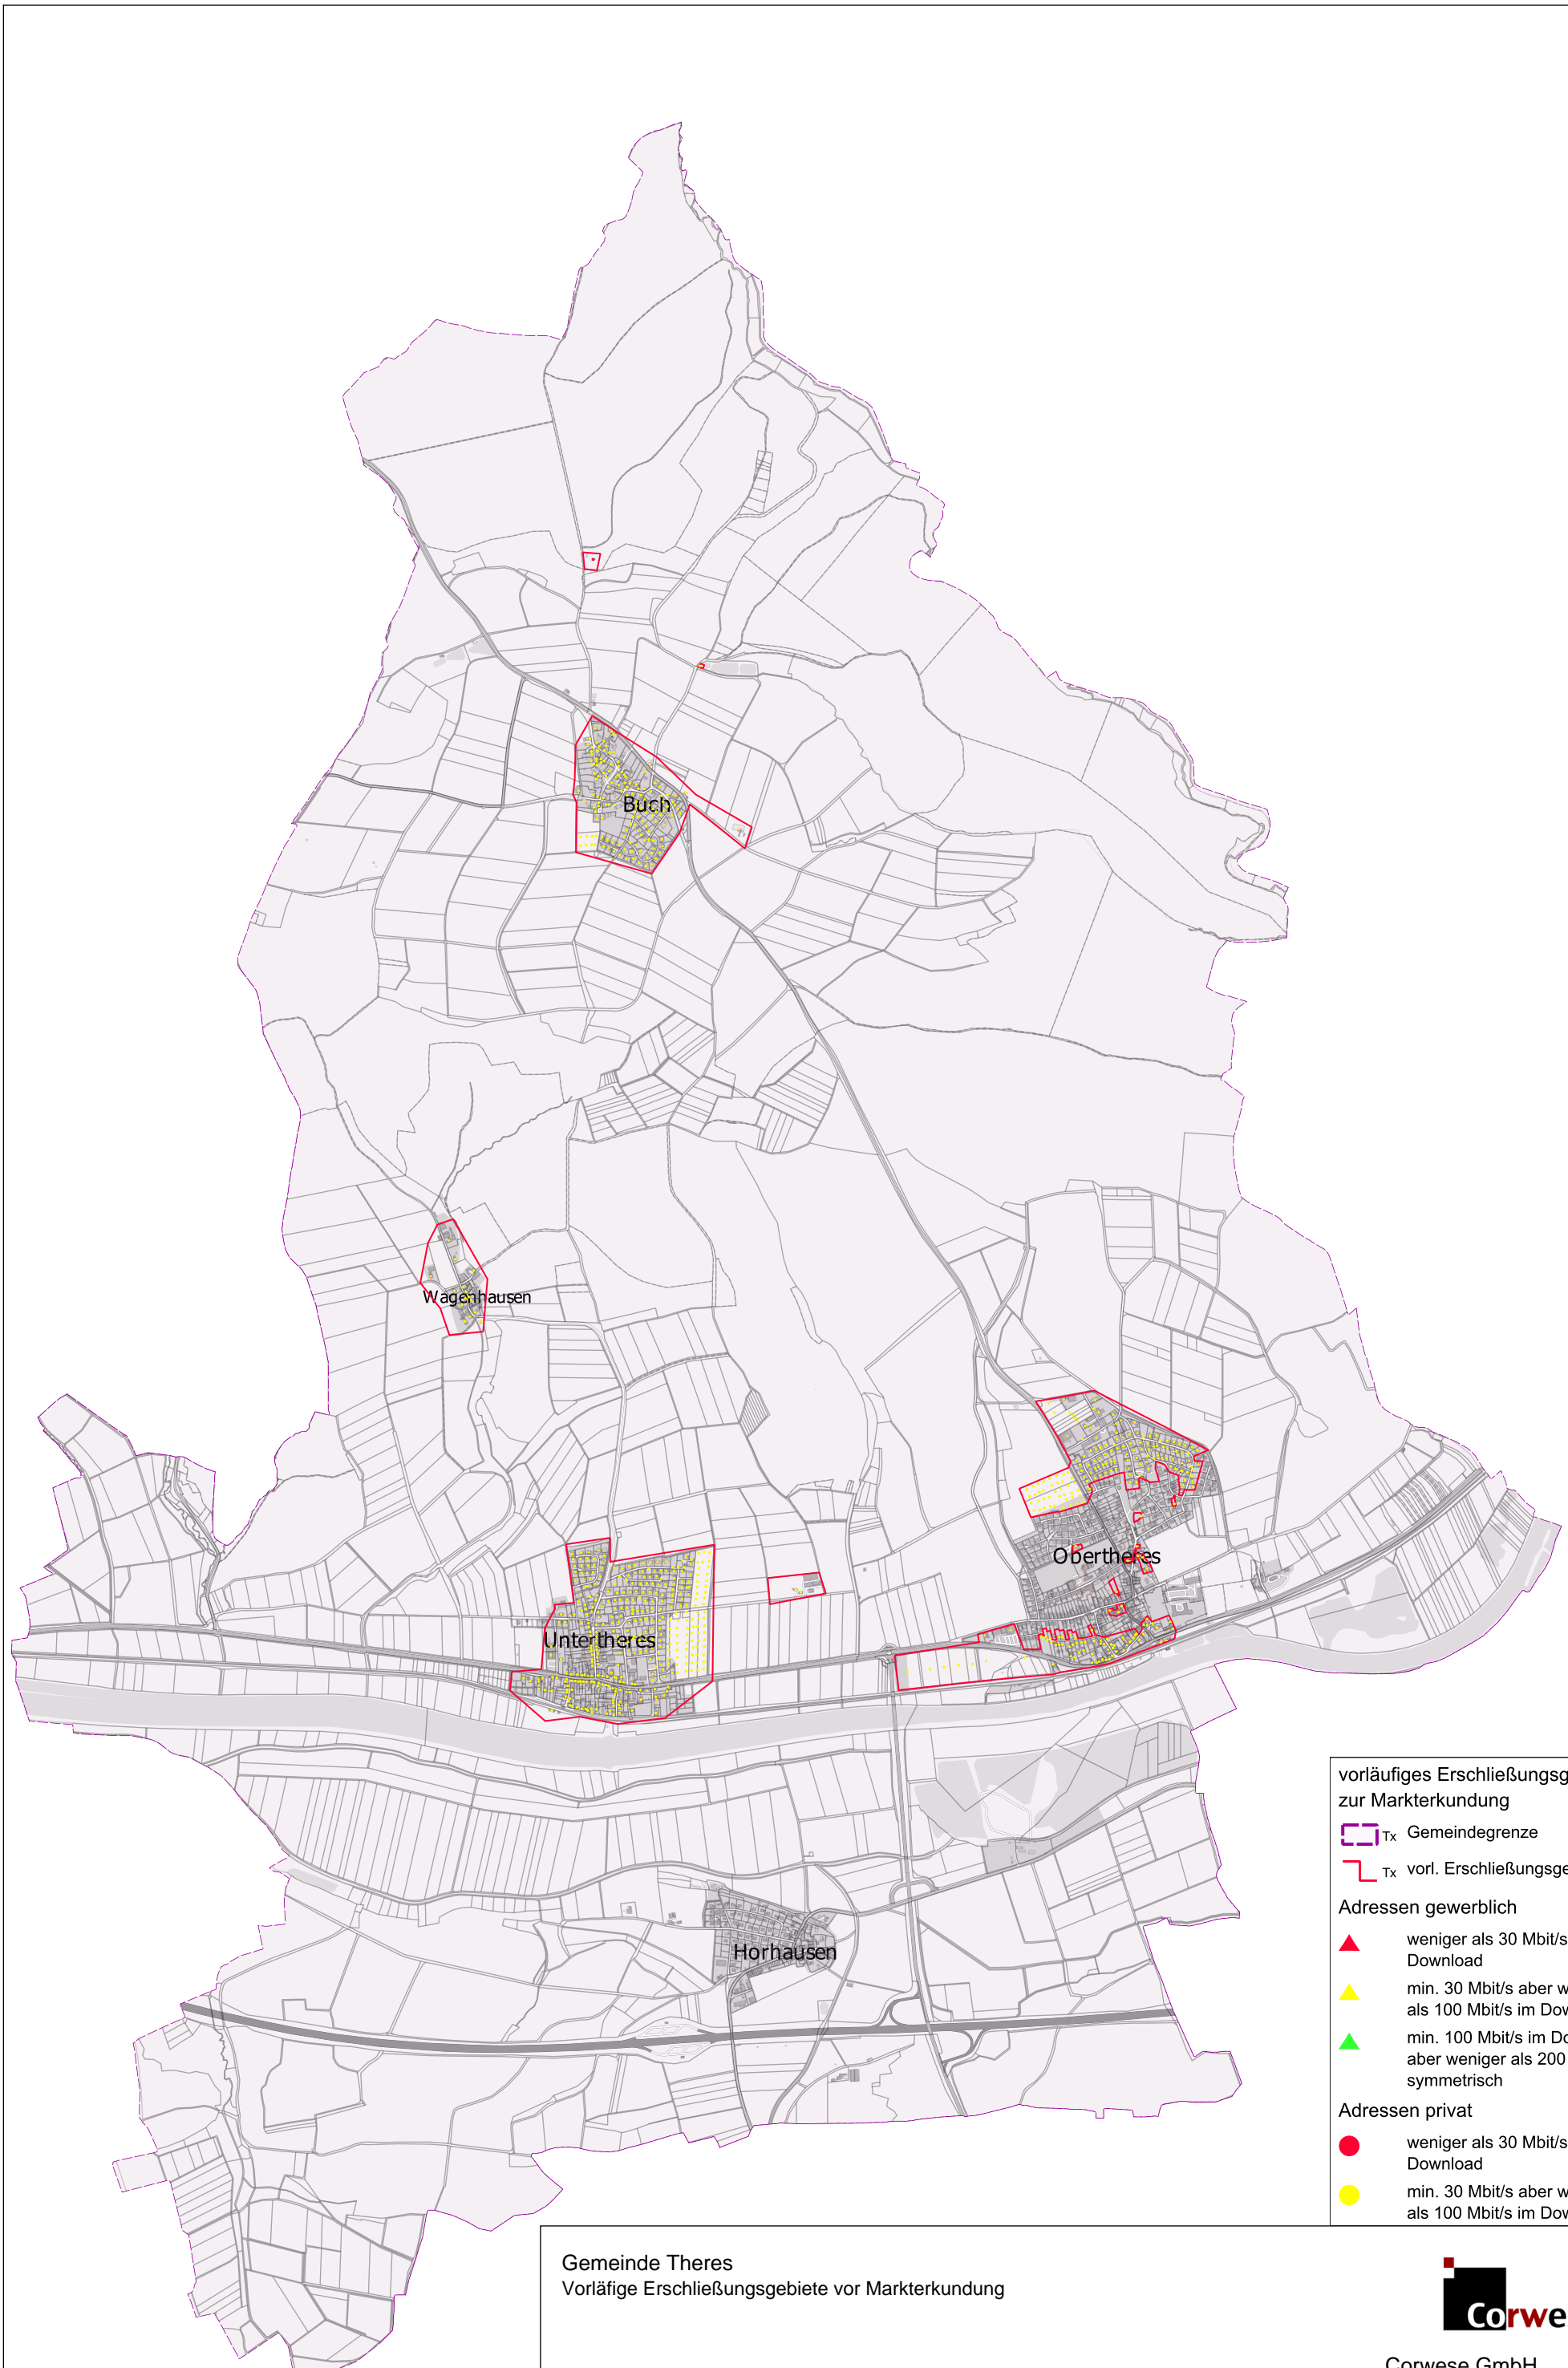 Buch
Wagenhausen
Obertheres
Untertheres
Horhausen
vorläufiges Erschließungsg
zur Markterkundung
Tx Gemeindegrenze
Tx vorl. Erschließungsge
Adressen gewerblich
weniger als 30 Mbit/s
Download
min. 30 Mbit/s aber w
als 100 Mbit/s im Dow
min. 100 Mbit/s im Do
aber weniger als 200
symmetrisch
Adressen privat
weniger als 30 Mbit/s
Download
min. 30 Mbit/s aber w
als 100 Mbit/s im Dow
Gemeinde Theres
Vorläfige Erschließungsgebiete vor Markterkundung
Corwe
Corwese GmbH